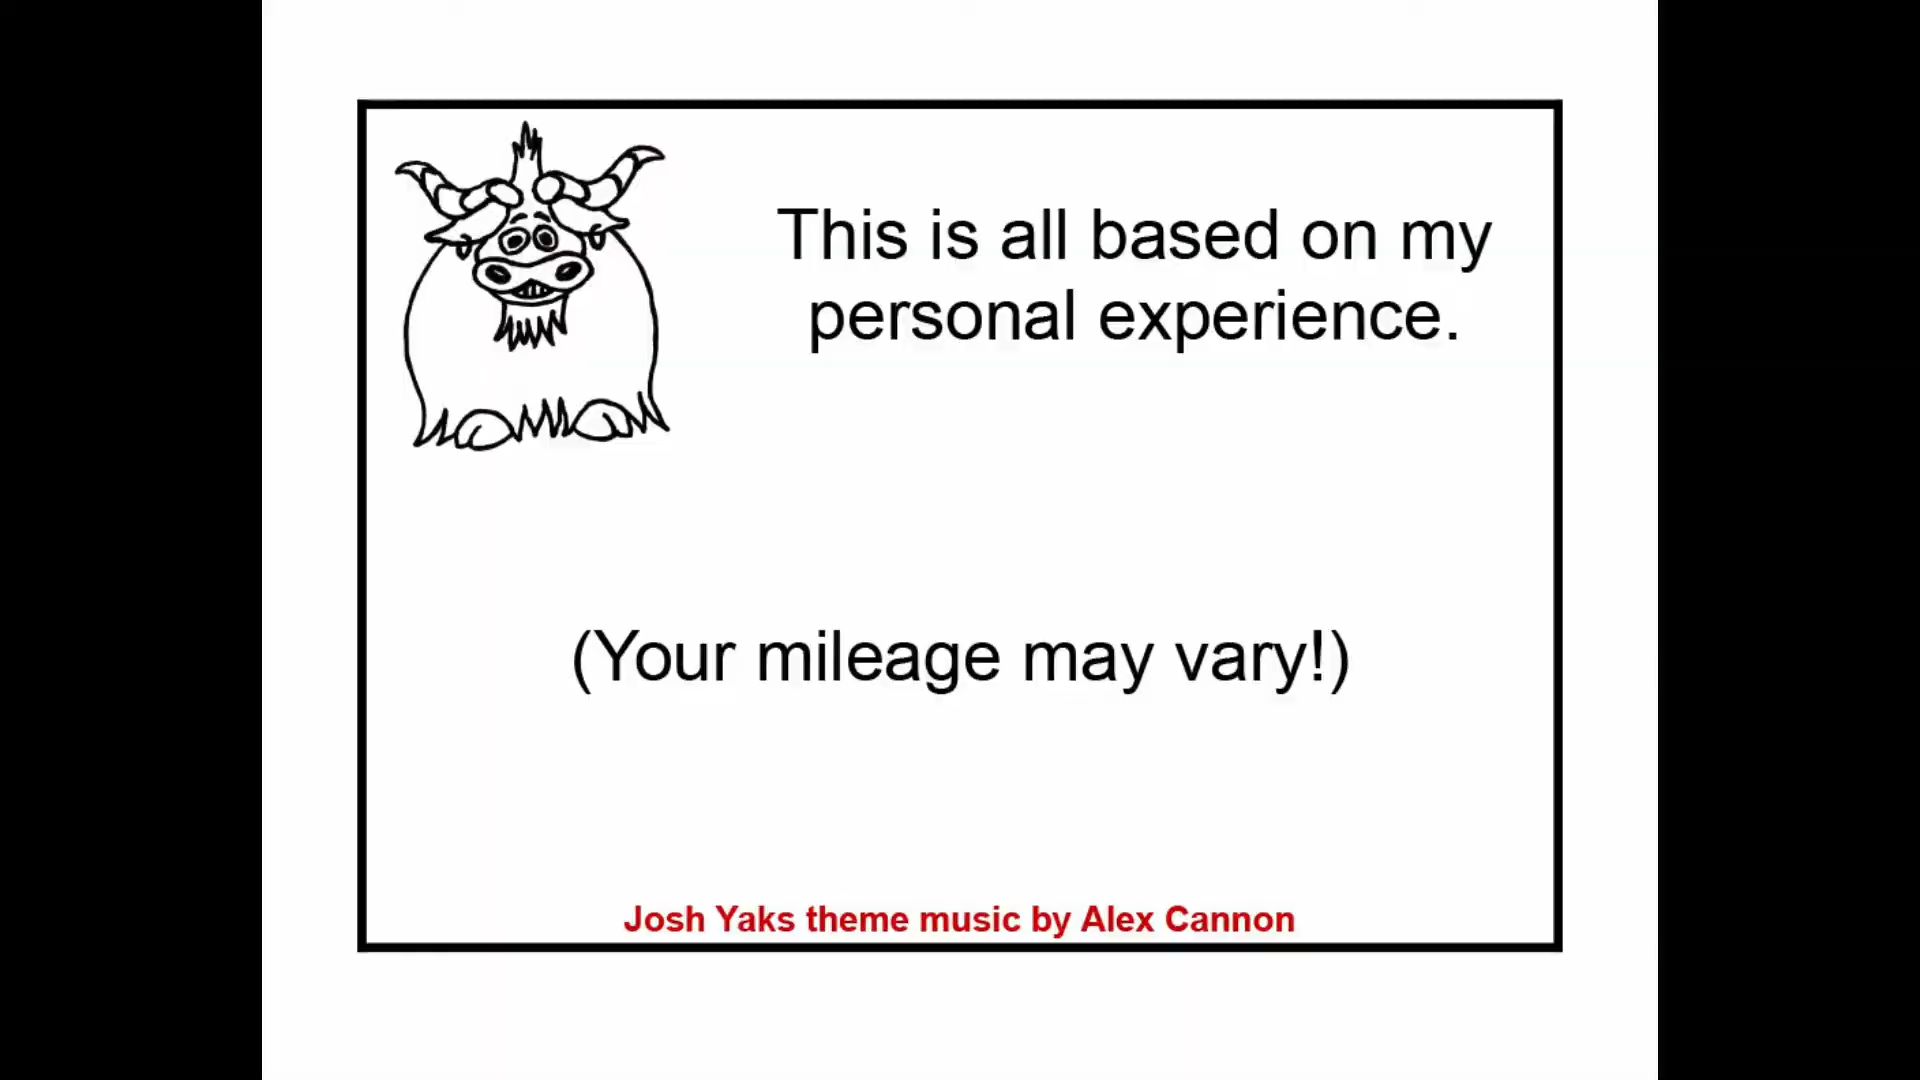 This is all based on my
personal experience.
(Your mileage may vary!)
Josh Yaks theme music by Alex Cannon